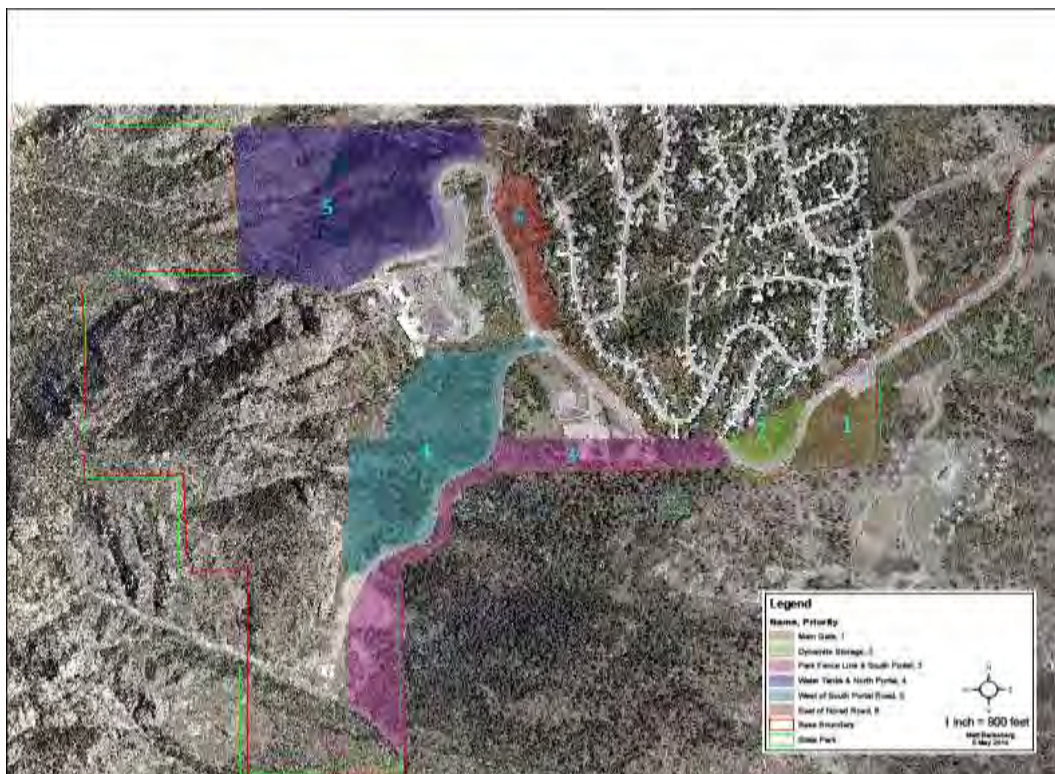 5
6
4
3
2
1
Legend
Name, Priority
Main Gate, 1
Dynamite Storage, 2
Park Fence Line & South Portal, 3
Water Tanks & North Portal, 4
West of South Portal Road, 5
East of Norad Road, 6
Base Boundary
State Park
1 inch = 800 feet